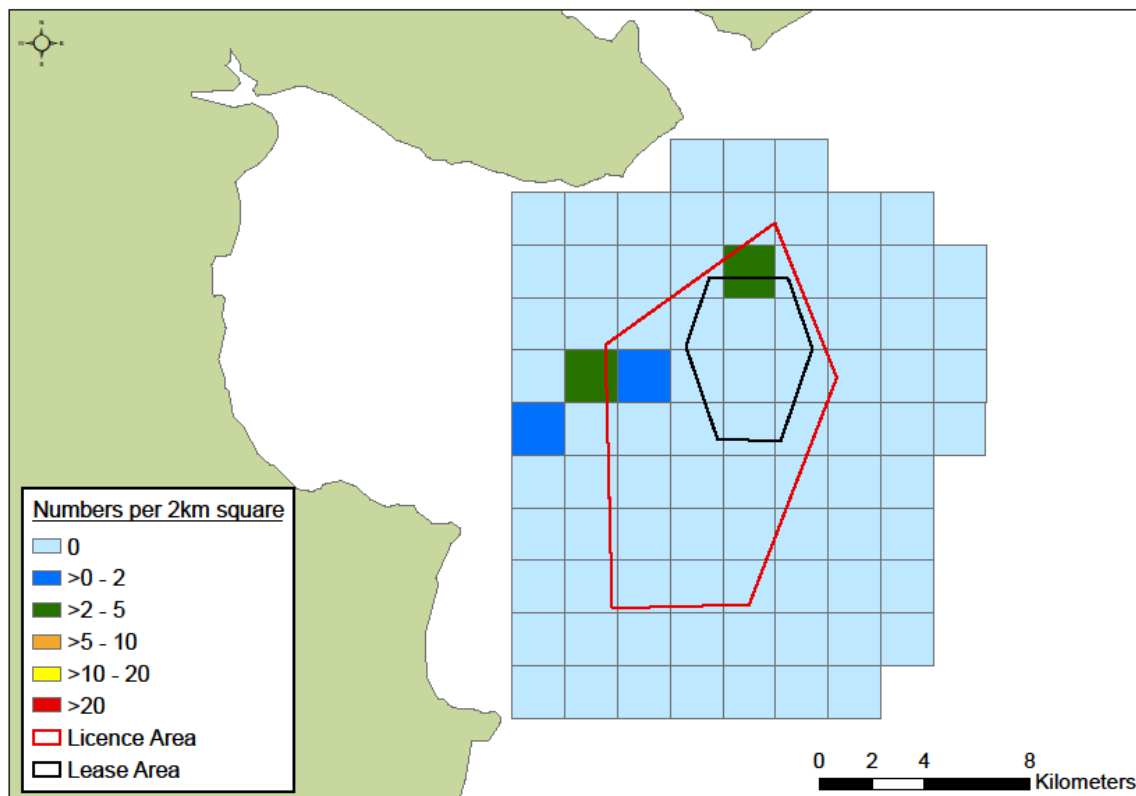 N
S
Numbers per 2km square
0
>0 - 2
>2 - 5
>5 - 10
>10 - 20
>20
Licence Area
Lease Area
0 2 4 8
Kilometers